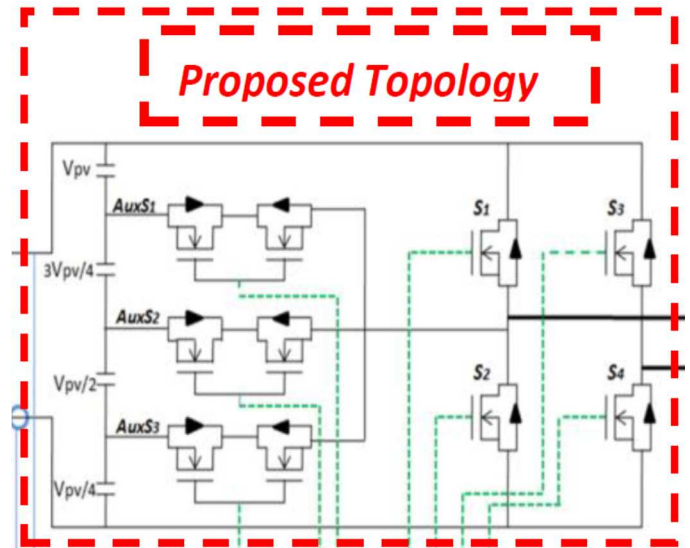 Proposed Topology
Vpv
AuxS1
S1
S3
3Vpv/4
AuxS2
Vpv/2
S2
S4
AuxS3
Vpv/4